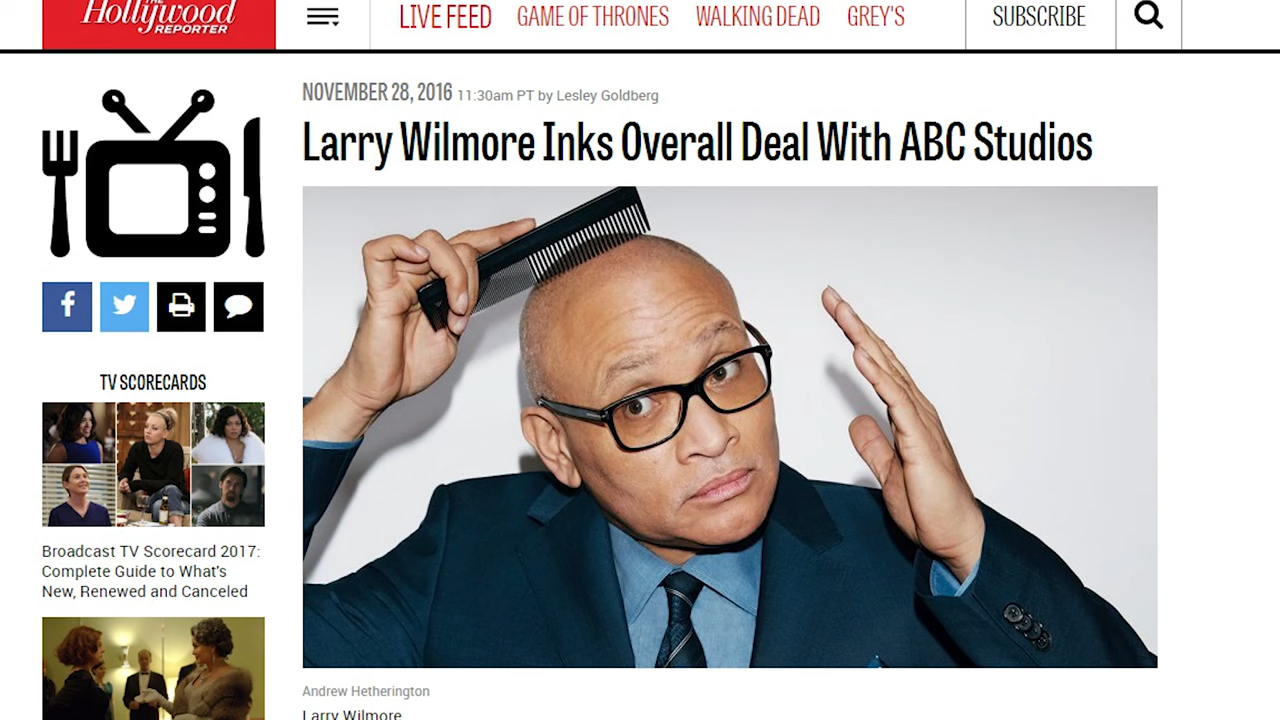 THE
Hollywood
REPORTER
LIVE FEED
GAME OF THRONES
WALKING DEAD
GREY'S
SUBSCRIBE
NOVEMBER 28, 2016 11:30am PT by Lesley Goldberg
Larry Wilmore Inks Overall Deal With ABC Studios
f
TV SCORECARDS
Broadcast TV Scorecard 2017:
Complete Guide to What's
New, Renewed and Canceled
Andrew Hetherington
Larry Wilmore